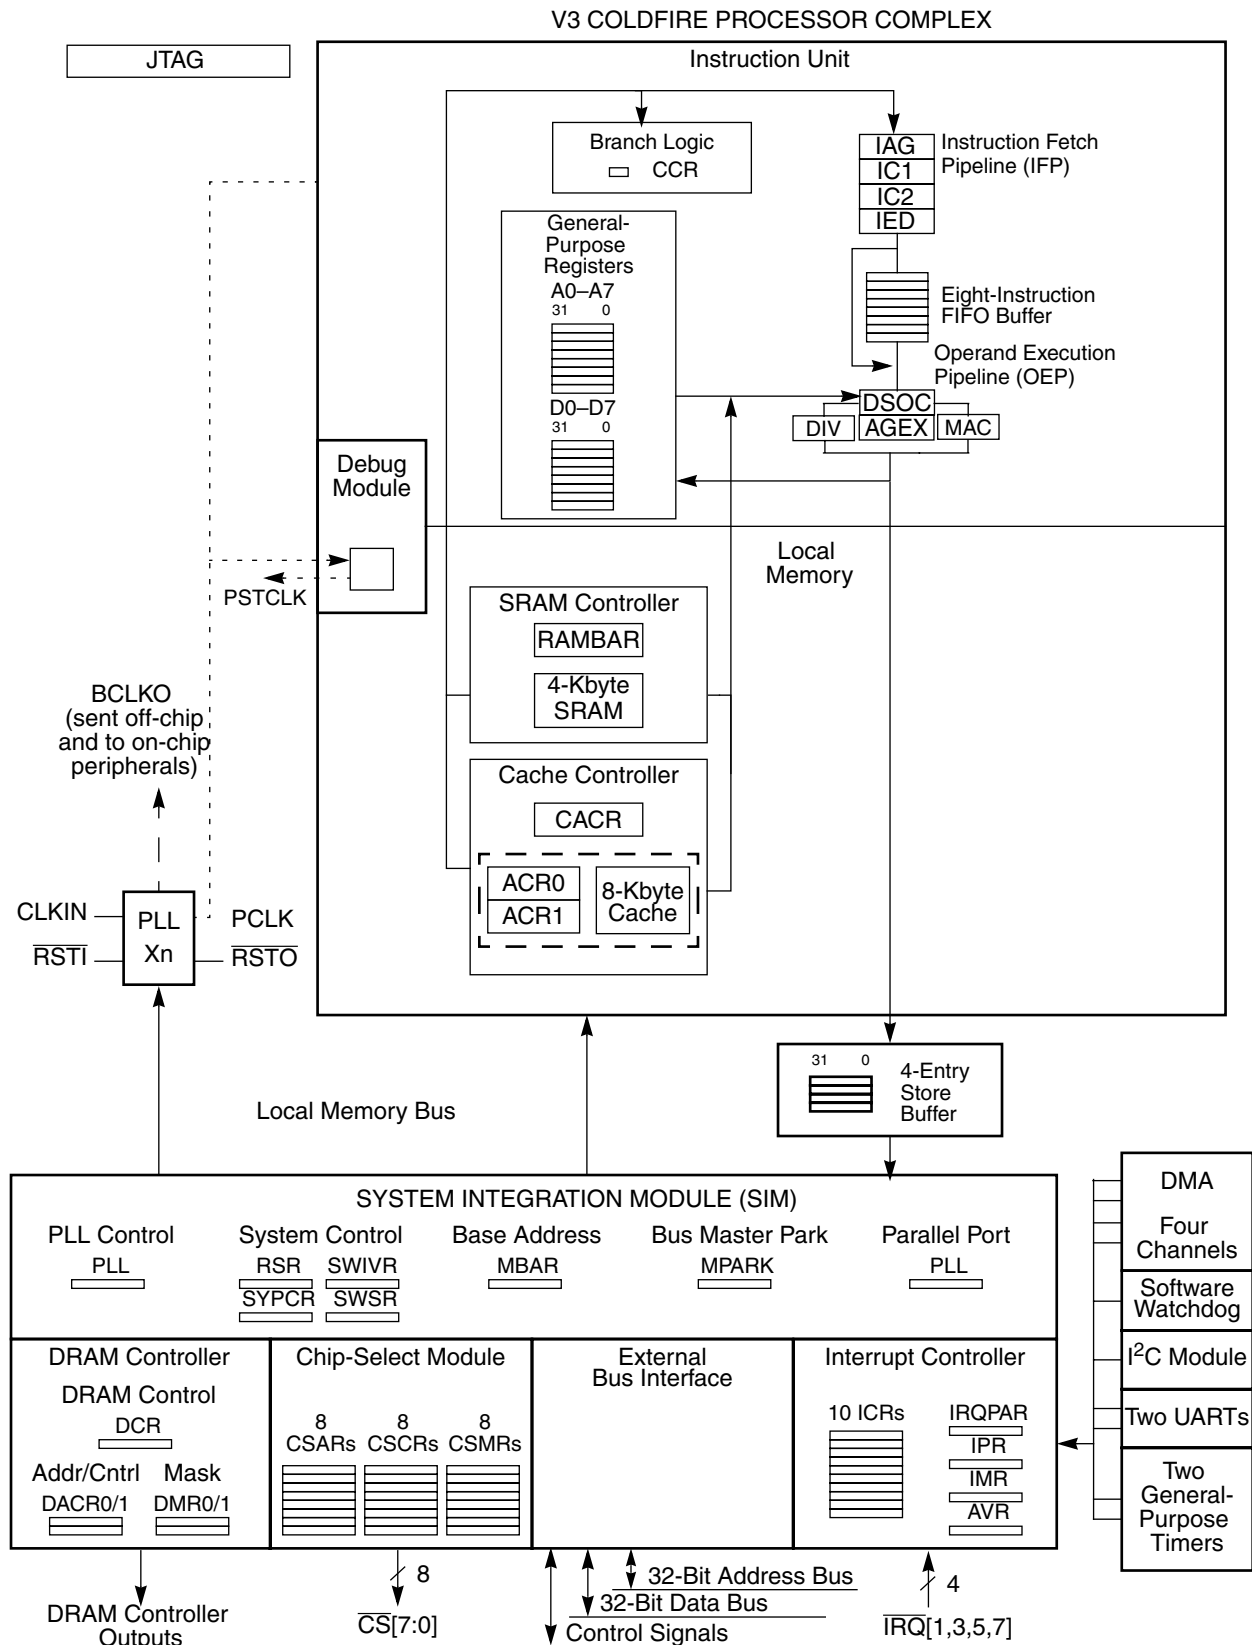 V3 COLDFIRE PROCESSOR COMPLEX
JTAG
Instruction Unit
Branch Logic
CCR
IAG
IC1
IC2
IED
Instruction Fetch
Pipeline (IFP)
General-
Purpose
Registers
A0–A7
31 0
D0–D7
31 0
Eight-Instruction
FIFO Buffer
Operand Execution
Pipeline (OEP)
DSOC
DIV
AGEX
MAC
Debug
Module
PSTCLK
Local
Memory
SRAM Controller
RAMBAR
4-Kbyte
SRAM
Cache Controller
CACR
ACR0
ACR1
8-Kbyte
Cache
BCLKO
(sent off-chip
and to on-chip
peripherals)
CLKIN
RSTI
PLL
Xn
PCLK
RSTO
31 0
4-Entry
Store
Buffer
Local Memory Bus
SYSTEM INTEGRATION MODULE (SIM)
PLL Control
PLL
System Control
RSR
SWIVR
SYPCR
SWSR
Base Address
MBAR
Bus Master Park
MPARK
Parallel Port
PLL
DRAM Controller
DRAM Control
DCR
Addr/Cntrl
Mask
DACR0/1
DMR0/1
Chip-Select Module
8
CSARs
8
CSCRs
8
CSMRs
External
Bus Interface
Interrupt Controller
10 ICRs
IRQPAR
IPR
IMR
AVR
DMA
Four
Channels
Software
Watchdog
I²C Module
Two UARTs
Two
General-
Purpose
Timers
DRAM Controller
Outputs
8
CS[7:0]
32-Bit Address Bus
32-Bit Data Bus
Control Signals
4
IRQ[1,3,5,7]